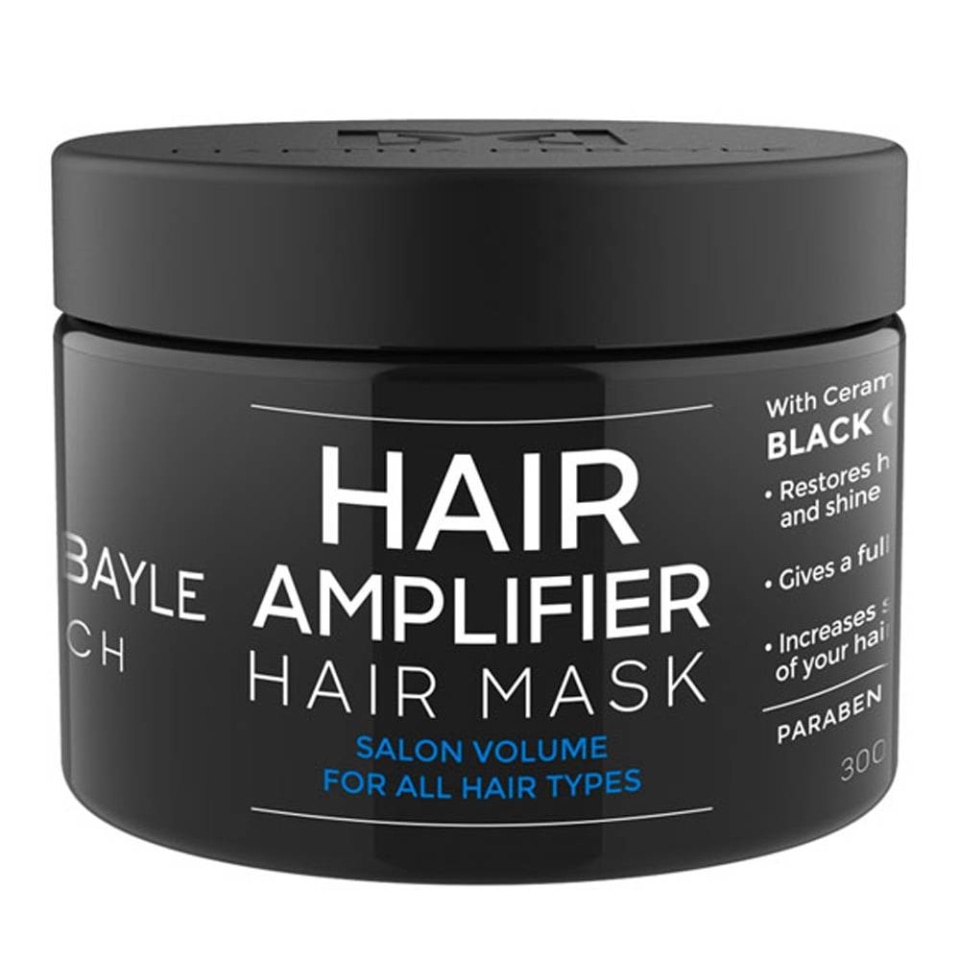 BAYLE
CH
HAIR
AMPLIFIER
HAIR MASK
SALON VOLUME
FOR ALL HAIR TYPES
With Ceram
BLACK
• Restores h
and shine
• Gives a full
• Increases
of your hai
PARABEN
300